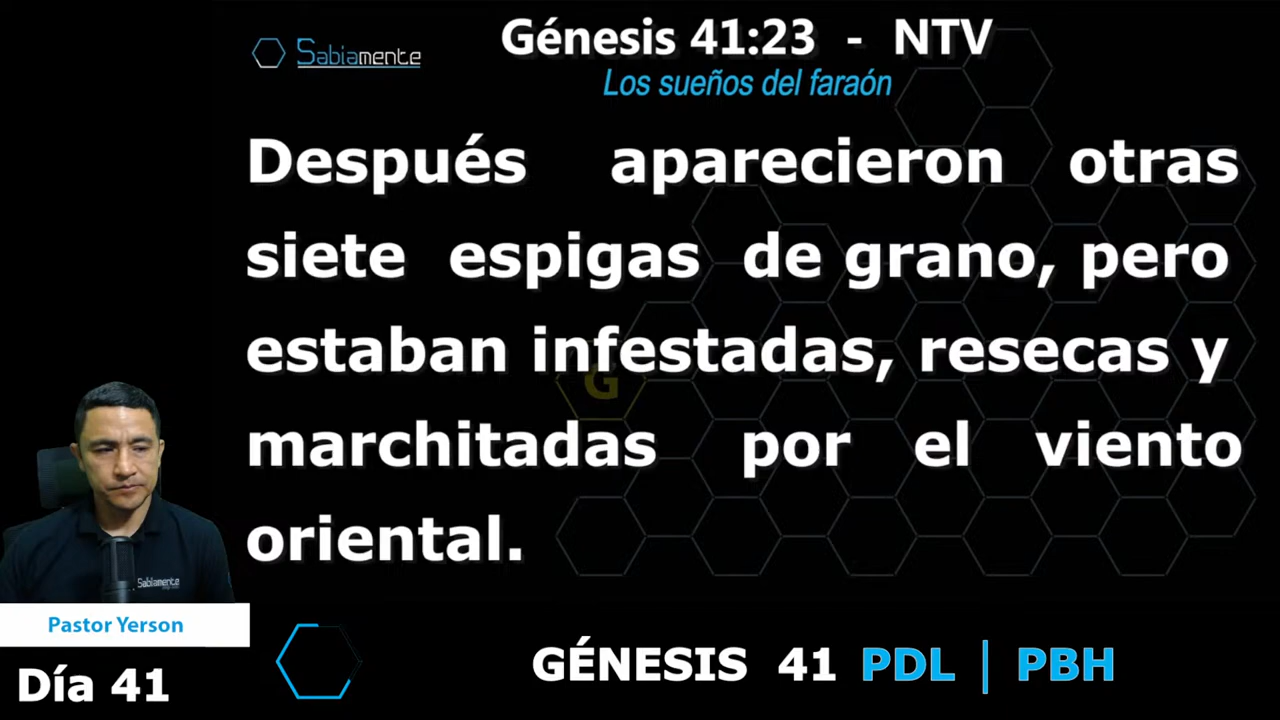 Sabiamente
Génesis 41:23 - NTV
Los sueños del faraón
Después aparecieron otras
siete espigas de grano, pero
estaban infestadas, resecas y
G
marchitadas por el viento
oriental.
Sabiamente
Pastor Yerson
Día 41
GÉNESIS 41 PDL | PBH